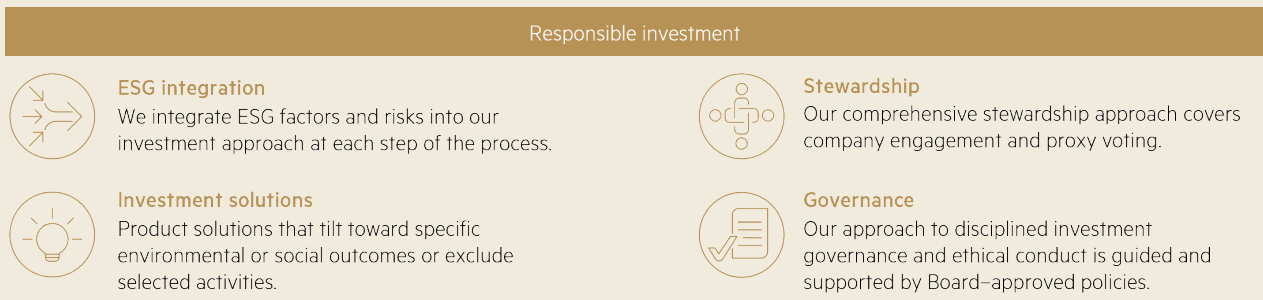 Responsible investment
ESG integration
We integrate ESG factors and risks into our
investment approach at each step of the process.
Stewardship
Our comprehensive stewardship approach covers
company engagement and proxy voting.
Investment solutions
Product solutions that tilt toward specific
environmental or social outcomes or exclude
selected activities.
Governance
Our approach to disciplined investment
governance and ethical conduct is guided and
supported by Board–approved policies.